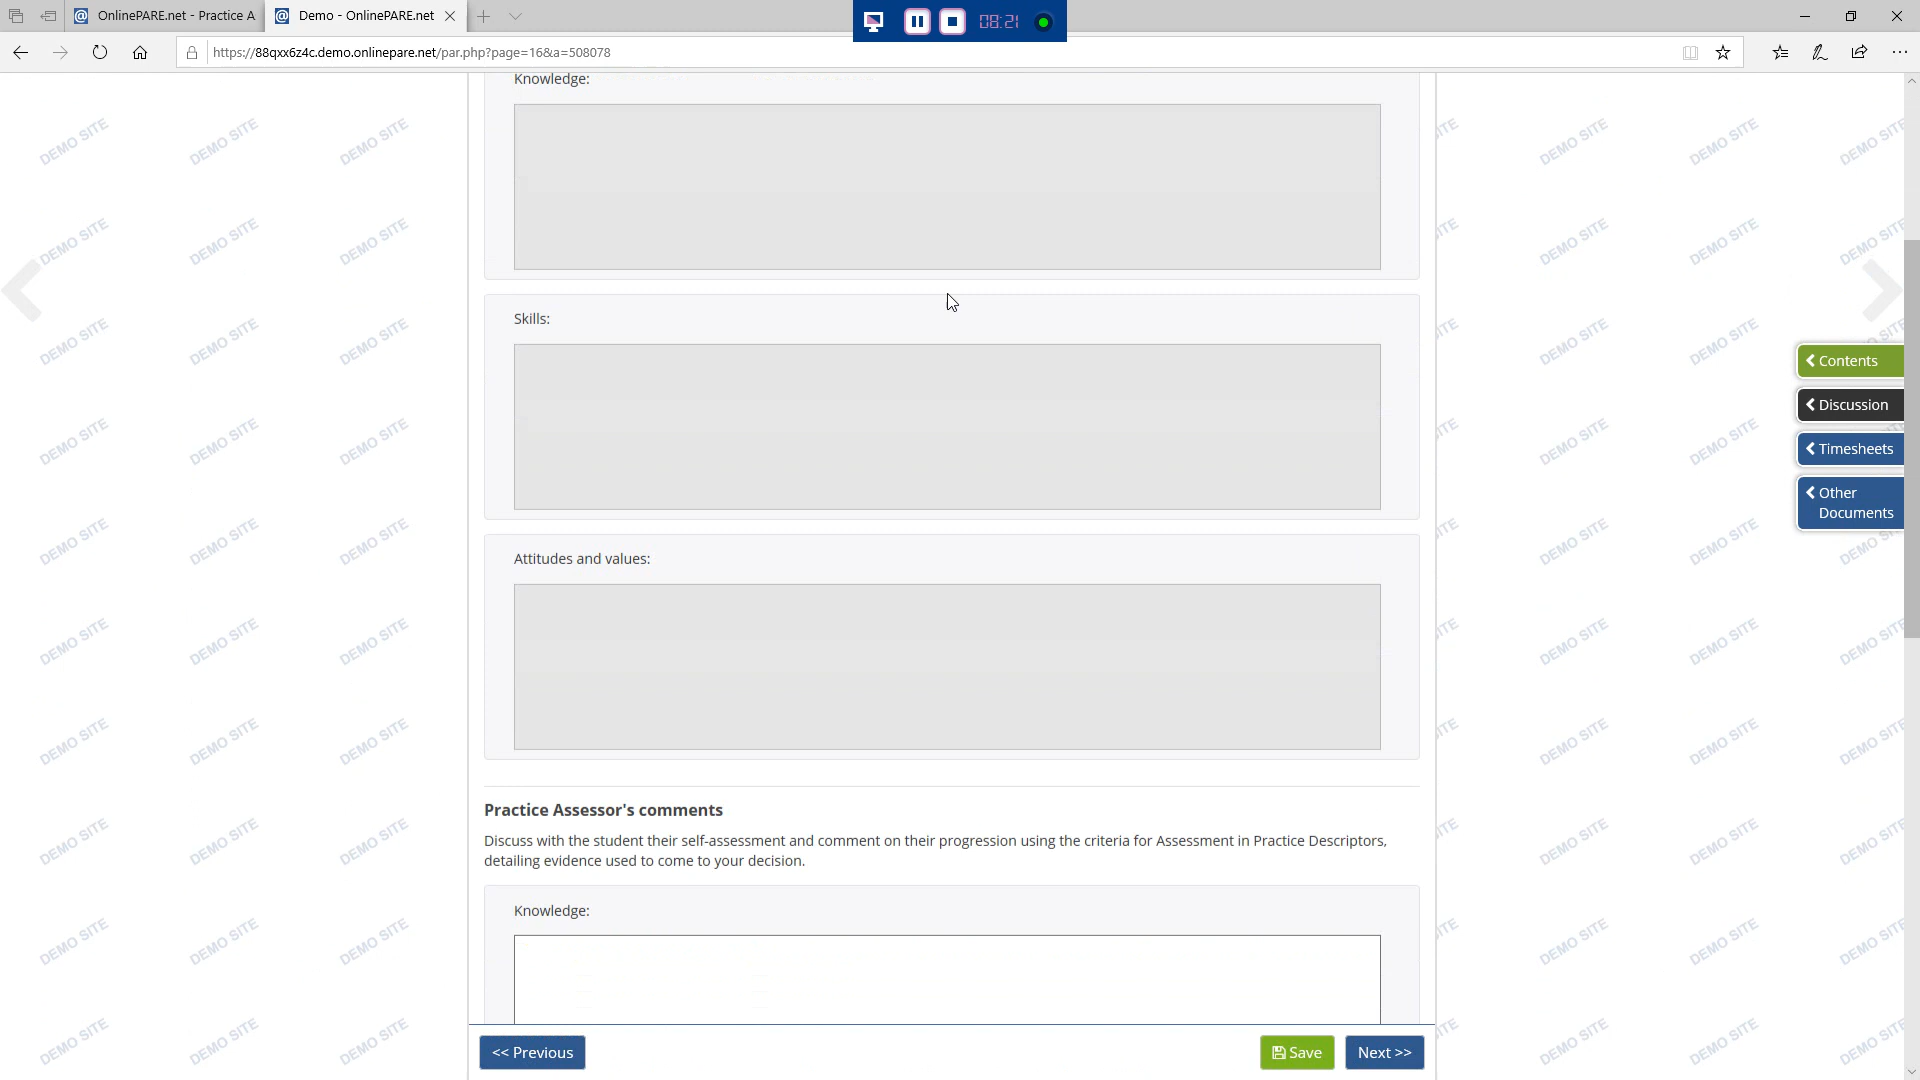 OnlinePARE.net - Practice A
Demo - OnlinePARE.net
08:21
https://88qxx6z4c.demo.onlinepare.net/par.php?page=16&a=508078
Knowledge:
Skills:
Attitudes and values:
Practice Assessor's comments
Discuss with the student their self-assessment and comment on their progression using the criteria for Assessment in Practice Descriptors,
detailing evidence used to come to your decision.
Knowledge:
<< Previous
Save
Next >>
Contents
Discussion
Timesheets
Other
Documents
DEMO SITE